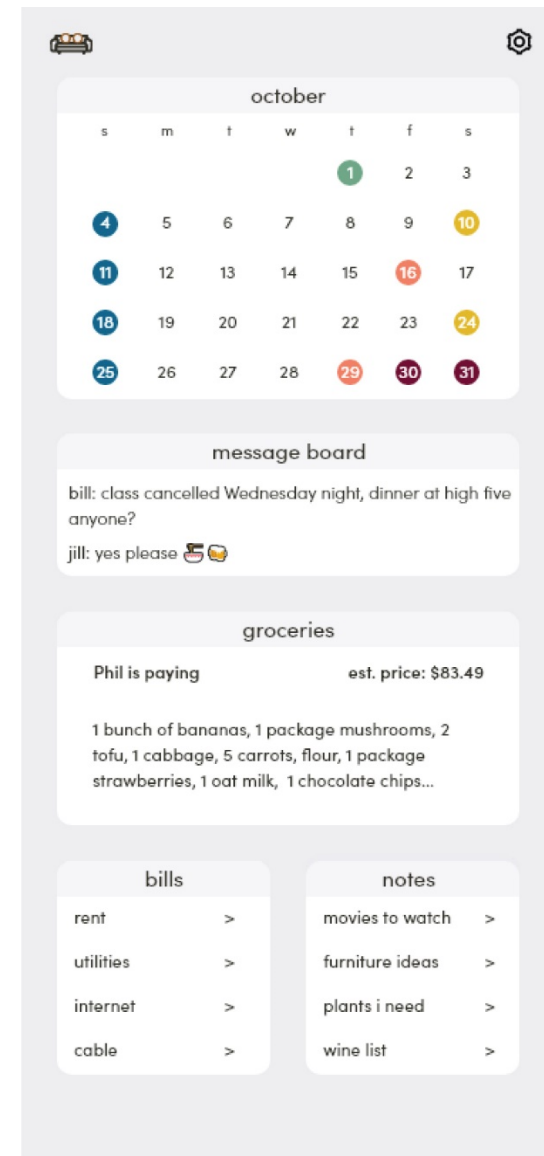 october
s m t w t f s
1 2 3
4 5 6 7 8 9 10
11 12 13 14 15 16 17
18 19 20 21 22 23 24
25 26 27 28 29 30 31
message board
bill: class cancelled Wednesday night, dinner at high five
anyone?
jill: yes please 🍜🍻
groceries
Phil is paying est. price: $83.49
1 bunch of bananas, 1 package mushrooms, 2
tofu, 1 cabbage, 5 carrots, flour, 1 package
strawberries, 1 oat milk, 1 chocolate chips...
bills
rent >
utilities >
internet >
cable >
notes
movies to watch >
furniture ideas >
plants i need >
wine list >